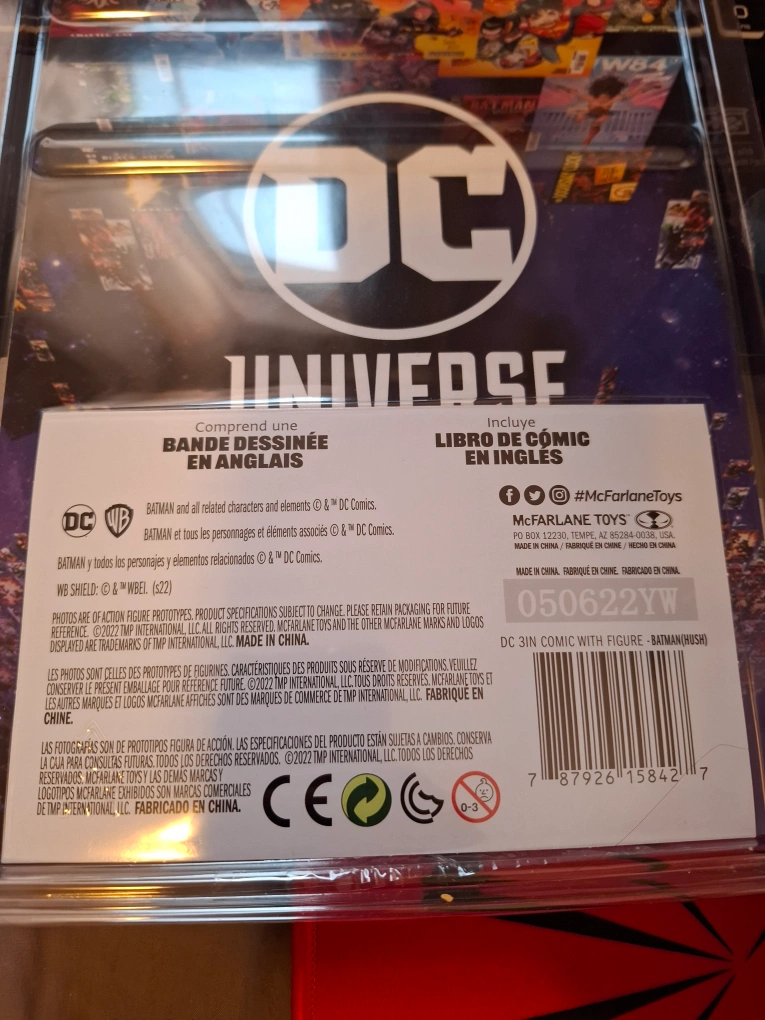 W84
BATMAN
DC
UNIVERSE
Comprend une
BANDE DESSINÉE
EN ANGLAIS
Incluye
LIBRO DE CÓMIC
EN INGLÉS
DC WB BATMAN and all related characters and elements © & ™ DC Comics.
BATMAN et tous les personnages et éléments associés © & ™ DC Comics.
BATMAN y todos los personajes y elementos relacionados © & ™ DC Comics.
WB SHIELD: © & ™ WBEI. (s22)
PHOTOS ARE OF ACTION FIGURE PROTOTYPES. PRODUCT SPECIFICATIONS SUBJECT TO CHANGE. PLEASE RETAIN PACKAGING FOR FUTURE
REFERENCE. ©2022 TMP INTERNATIONAL, LLC. ALL RIGHTS RESERVED. MCFARLANE TOYS AND THE OTHER MCFARLANE MARKS AND LOGOS
DISPLAYED ARE TRADEMARKS OF TMP INTERNATIONAL, LLC. MADE IN CHINA.
LES PHOTOS SONT CELLES DES PROTOTYPES DE FIGURINES. CARACTÉRISTIQUES DES PRODUITS SOUS RÉSERVE DE MODIFICATIONS. VEUILLEZ
CONSERVER LE PRÉSENT EMBALLAGE POUR RÉFÉRENCE FUTURE. ©2022 TMP INTERNATIONAL, LLC. TOUS DROITS RÉSERVÉS. MCFARLANE TOYS ET
LES AUTRES MARQUES ET LOGOS MCFARLANE AFFICHÉS SONT DES MARQUES DE COMMERCE DE TMP INTERNATIONAL, LLC. FABRIQUÉ EN
CHINE.
LAS FOTOGRAFÍAS SON DE PROTOTIPOS FIGURA DE ACCIÓN. LAS ESPECIFICACIONES DEL PRODUCTO ESTÁN SUJETAS A CAMBIOS. CONSERVA
LA CAJA PARA CONSULTAS FUTURAS. TODOS LOS DERECHOS RESERVADOS. ©2022 TMP INTERNATIONAL, LLC. TODOS LOS DERECHOS
RESERVADOS. MCFARLANE TOYS Y LAS DEMÁS MARCAS Y
LOGOTIPOS MCFARLANE EXHIBIDOS SON MARCAS COMERCIALES
DE TMP INTERNATIONAL, LLC. FABRICADO EN CHINA.
CE
0-3
#McFarlaneToys
McFARLANE TOYS™
PO BOX 12230, TEMPE, AZ 85284-0038, USA.
MADE IN CHINA / FABRIQUÉ EN CHINE / HECHO EN CHINA
MADE IN CHINA. FABRIQUÉ EN CHINE. FABRICADO EN CHINA.
050622YW
DC 3IN COMIC WITH FIGURE - BATMAN(HUSH)
7 87926 15842 7